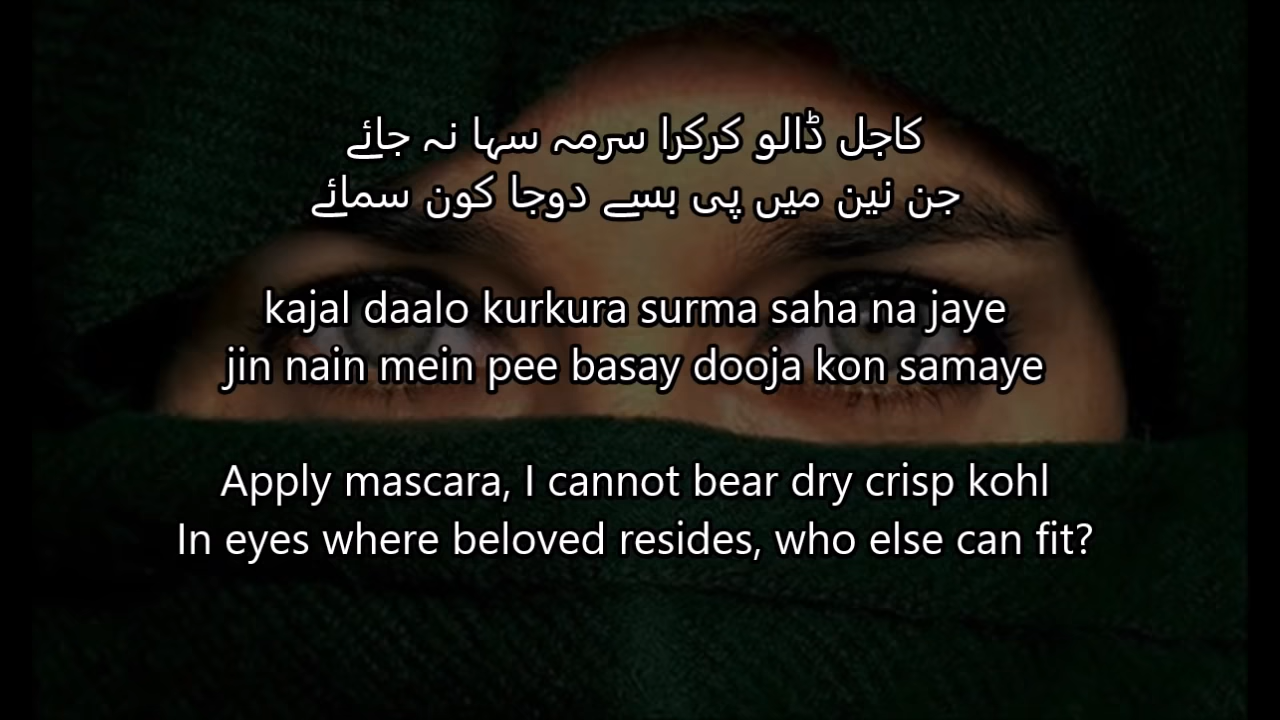 کاجل ڈالو کرکرا سرمہ سہا نہ جائے
جن نین میں پی بسے دوجا کون سمائے
kajal daalo kurkura surma saha na jaye
jin nain mein pee basay dooja kon samaye
Apply mascara, I cannot bear dry crisp kohl
In eyes where beloved resides, who else can fit?